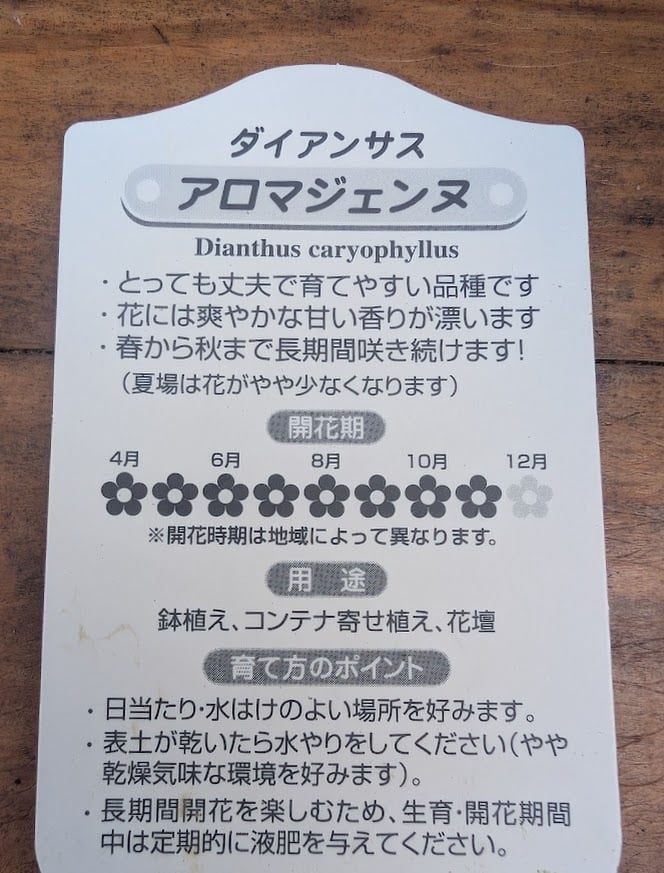 ダイアンサス
アロマジェンヌ
Dianthus caryophyllus
・とっても丈夫で育てやすい品種です
・花には爽やかな甘い香りが漂います
・春から秋まで長期間咲き続けます!
(夏場は花がやや少なくなります)
開花期
4月 6月 8月 10月 12月
※開花時期は地域によって異なります。
用 途
鉢植え、コンテナ寄せ植え、花壇
育て方のポイント
・日当たり・水はけのよい場所を好みます。
・表土が乾いたら水やりをしてください(やや
乾燥気味な環境を好みます)。
・長期間開花を楽しむため、生育・開花期間
中は定期的に液肥を与えてください。